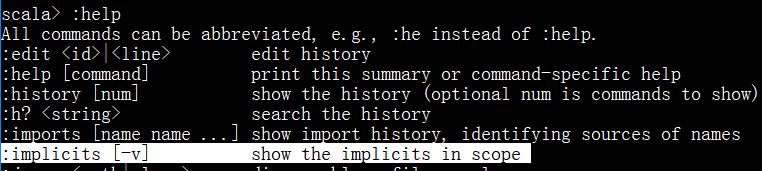 scala> :help
All commands can be abbreviated, e.g., :he instead of :help.
:edit <id>|<line> edit history
:help [command] print this summary or command-specific help
:history [num] show the history (optional num is commands to show)
:h? <string> search the history
:imports [name name ...] show import history, identifying sources of names
:implicits [-v] show the implicits in scope